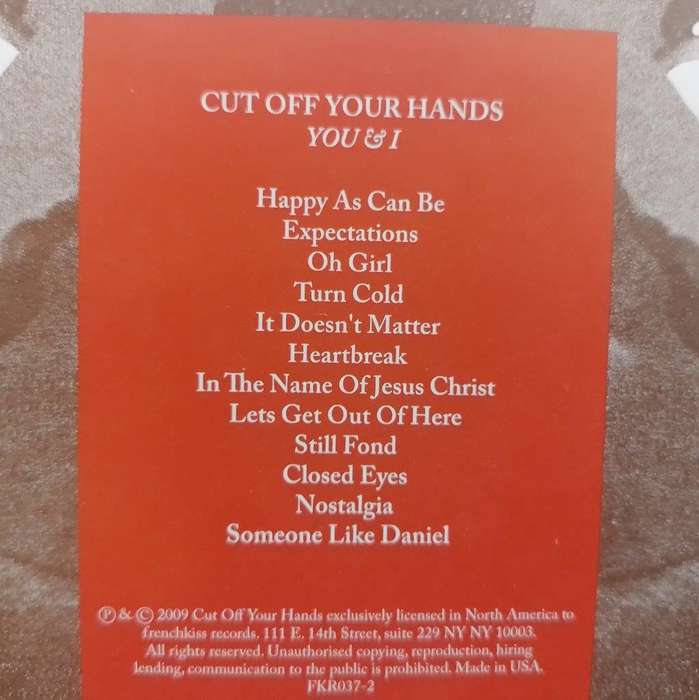 CUT OFF YOUR HANDS
YOU & I
Happy As Can Be
Expectations
Oh Girl
Turn Cold
It Doesn't Matter
Heartbreak
In The Name Of Jesus Christ
Lets Get Out Of Here
Still Fond
Closed Eyes
Nostalgia
Someone Like Daniel
℗ & © 2009 Cut Off Your Hands exclusively licensed in North America to
frenchkiss records. 111 E. 14th Street, suite 229 NY NY 10003.
All rights reserved. Unauthorised copying, reproduction, hiring
lending, communication to the public is prohibited. Made in USA.
FKR037-2